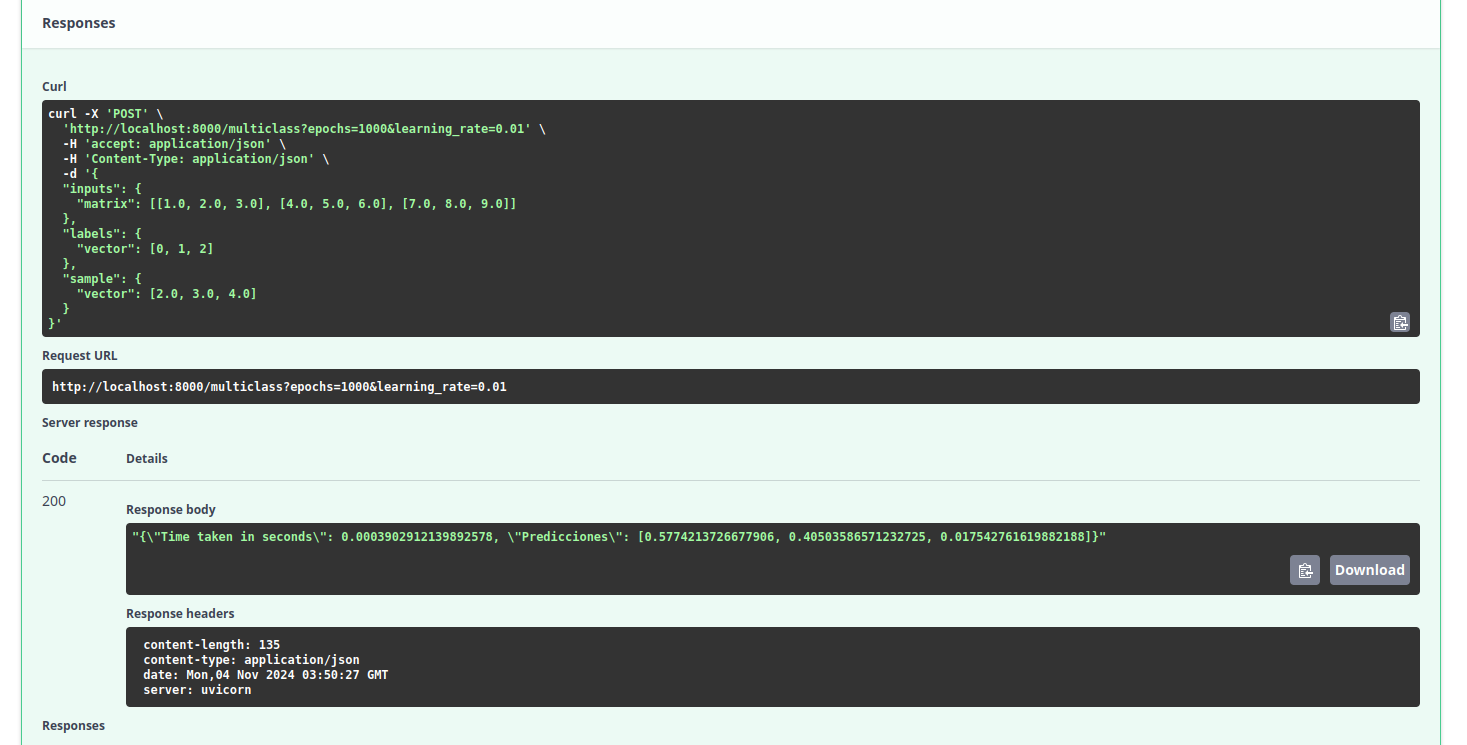 Responses
Curl
curl -X 'POST' \
  'http://localhost:8000/multiclass?epochs=1000&learning_rate=0.01' \
  -H 'accept: application/json' \
  -H 'Content-Type: application/json' \
  -d '{
  "inputs": {
    "matrix": [[1.0, 2.0, 3.0], [4.0, 5.0, 6.0], [7.0, 8.0, 9.0]]
  },
  "labels": {
    "vector": [0, 1, 2]
  },
  "sample": {
    "vector": [2.0, 3.0, 4.0]
  }
}'
Request URL
http://localhost:8000/multiclass?epochs=1000&learning_rate=0.01
Server response
Code Details
200
Response body
"{\"Time taken in seconds\": 0.0003902912139892578, \"Predicciones\": [0.5774213726677906, 0.40503586571232725, 0.017542761619882188]}"
Download
Response headers
content-length: 135
content-type: application/json
date: Mon,04 Nov 2024 03:50:27 GMT
server: uvicorn
Responses